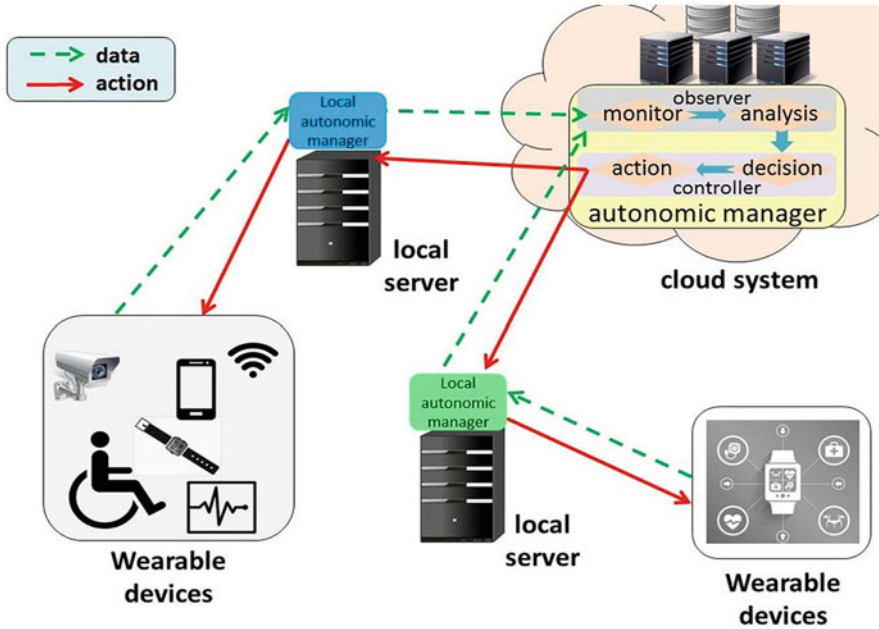 data
action
Local
autonomic
manager
local
server
observer
monitor
analysis
action
decision
controller
autonomic manager
cloud system
Wearable
devices
Local
autonomic
manager
local
server
Wearable
devices